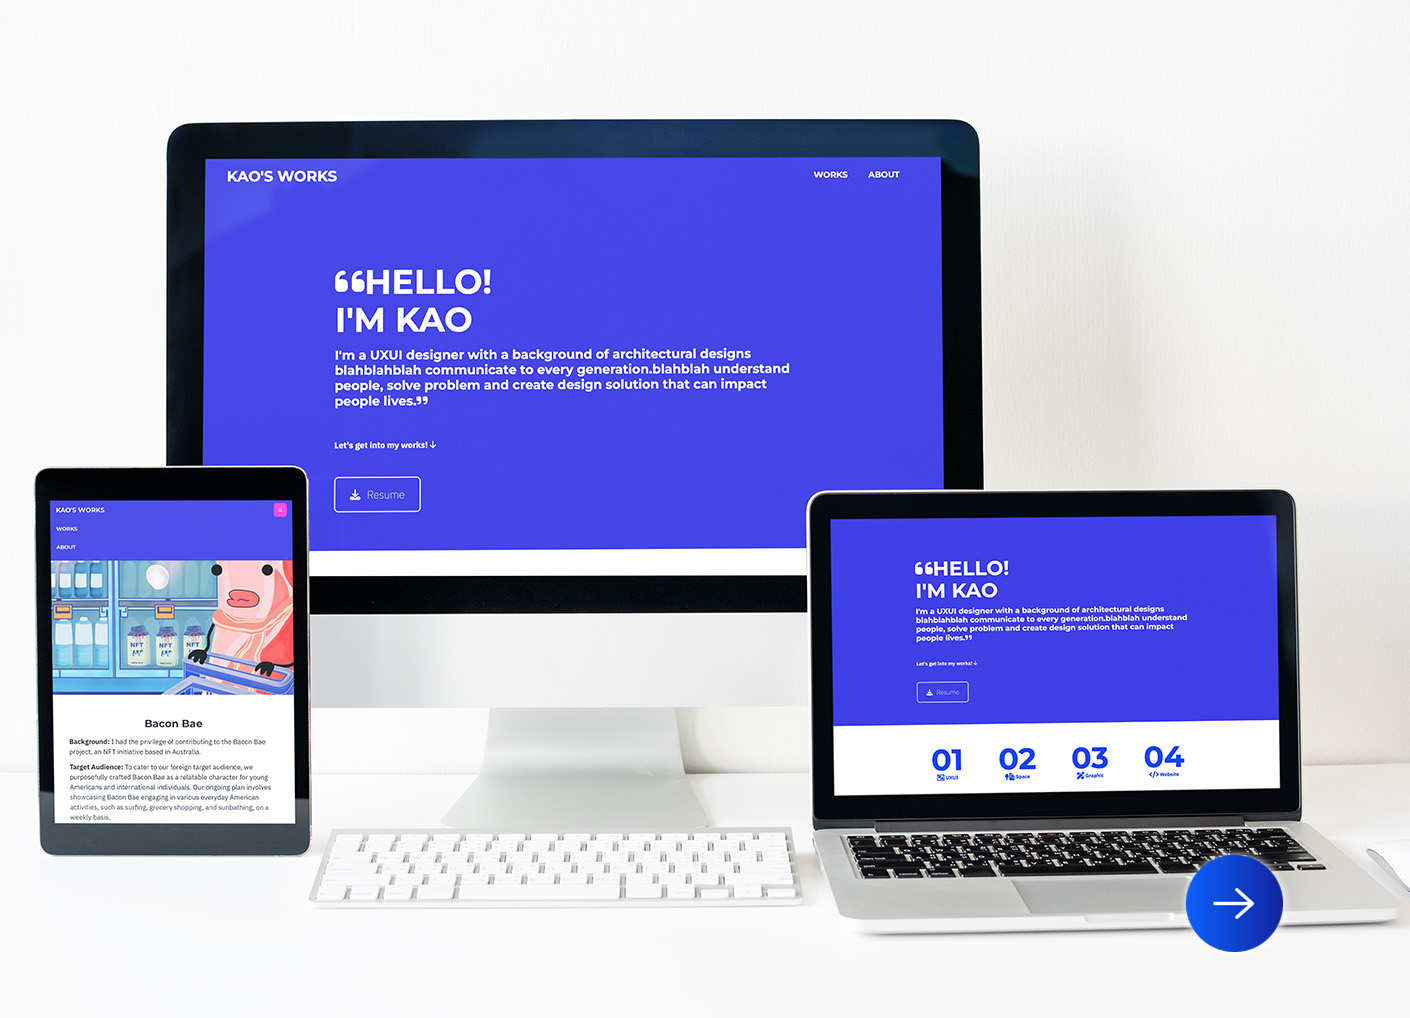 KAO'S WORKS
WORKS ABOUT
“HELLO!
I'M KAO
I'm a UXUI designer with a background of architectural designs
blahblahblah communicate to every generation.blahblah understand
people, solve problem and create design solution that can impact
people lives.”
Let's get into my works!↓
Resume
KAO'S WORKS
WORKS
ABOUT
NFT
NFT
NFT
Bacon Bae
Background: I had the privilege of contributing to the Bacon Bae
project, an NFT initiative based in Australia.
Target Audience: To cater to our foreign target audience, we
purposefully crafted Bacon Bae as a relatable character for young
Americans and international individuals. Our ongoing plan involves
showcasing Bacon Bae engaging in various everyday American
activities, such as surfing, grocery shopping, and sunbathing, on a
weekly basis.
“HELLO!
I'M KAO
I'm a UXUI designer with a background of architectural designs
blahblahblah communicate to every generation.blahblah understand
people, solve problem and create design solution that can impact
people lives.”
Let's get into my works!↓
Resume
01 02 03 04
UXUI Space Graphic Website